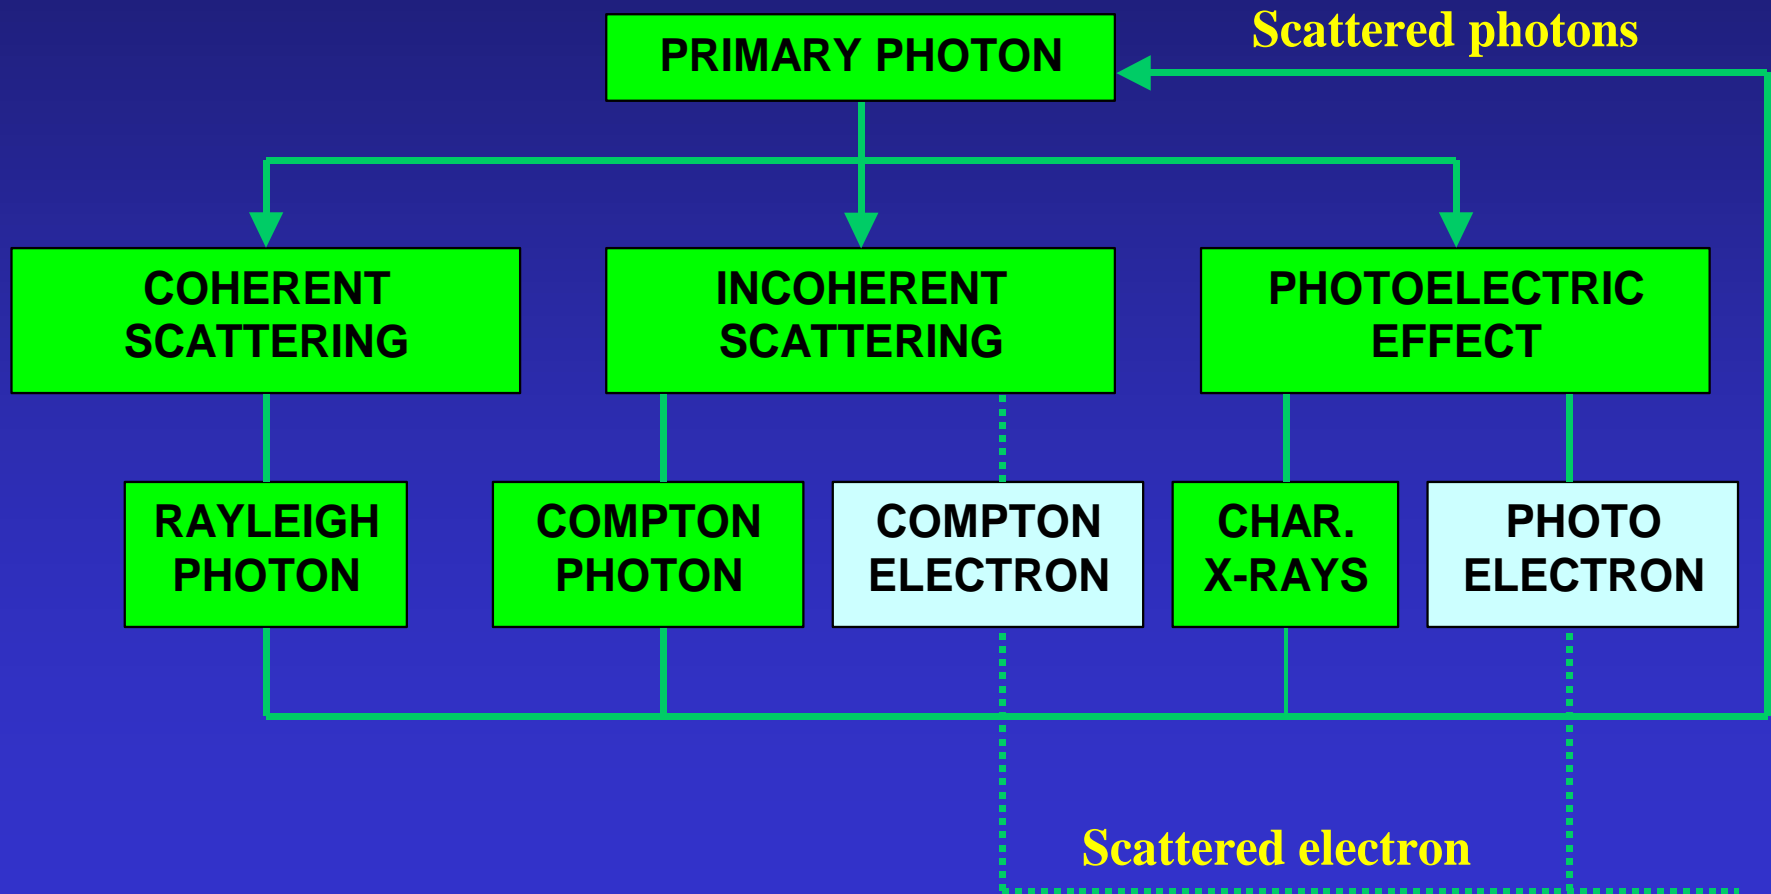 Scattered photons
PRIMARY PHOTON
COHERENT
SCATTERING
INCOHERENT
SCATTERING
PHOTOELECTRIC
EFFECT
RAYLEIGH
PHOTON
COMPTON
PHOTON
COMPTON
ELECTRON
CHAR.
X-RAYS
PHOTO
ELECTRON
Scattered electron